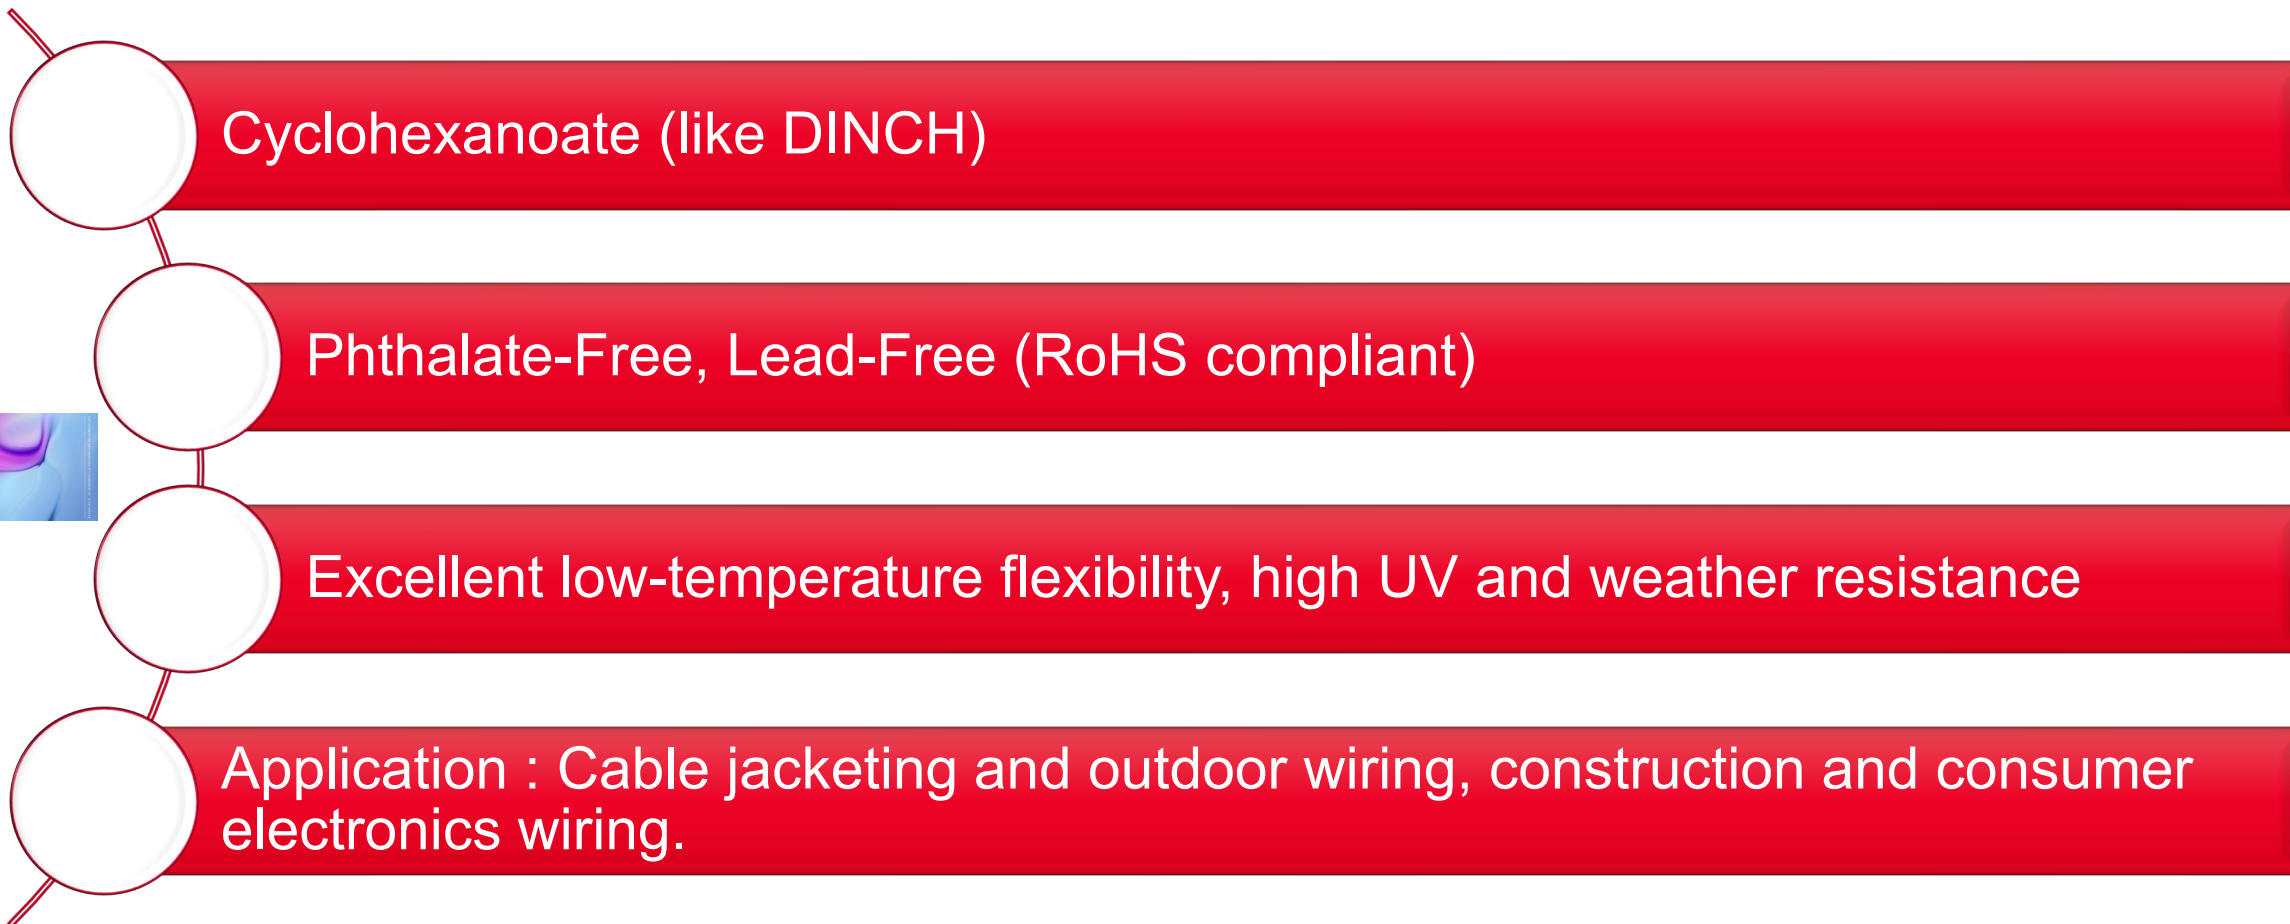 Cyclohexanoate (like DINCH)
Phthalate-Free, Lead-Free (RoHS compliant)
Excellent low-temperature flexibility, high UV and weather resistance
Application : Cable jacketing and outdoor wiring, construction and consumer
electronics wiring.